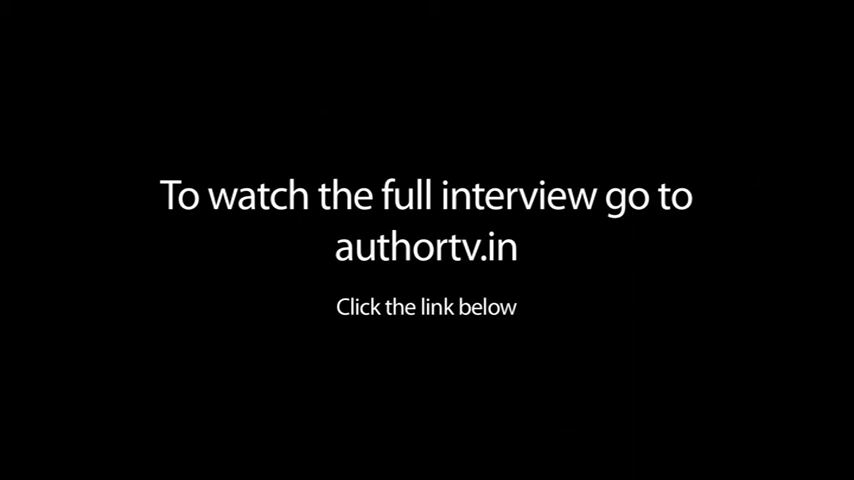 To watch the full interview go to
authortv.in
Click the link below